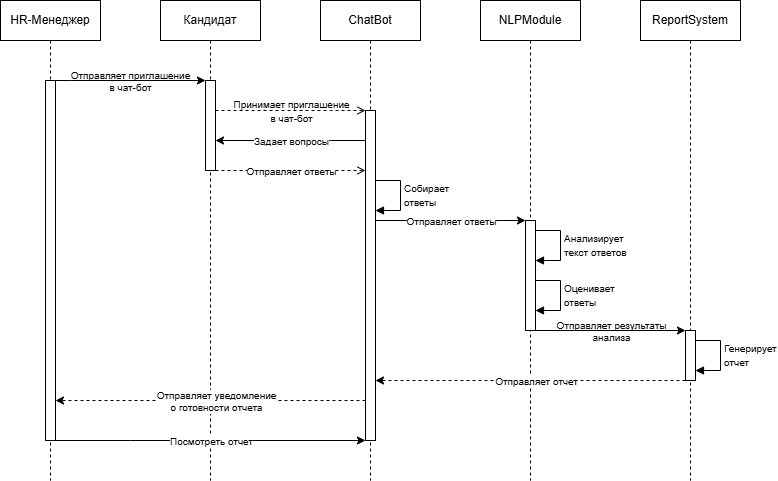 HR-Менеджер
Кандидат
ChatBot
NLPModule
ReportSystem
Отправляет приглашение
в чат-бот
Принимает приглашение
в чат-бот
Задает вопросы
Отправляет ответы
Собирает
ответы
Отправляет ответы
Анализирует
текст ответов
Оценивает
ответы
Отправляет результаты
анализа
Генерирует
отчет
Отправляет отчет
Отправляет уведомление
о готовности отчета
Посмотреть отчет